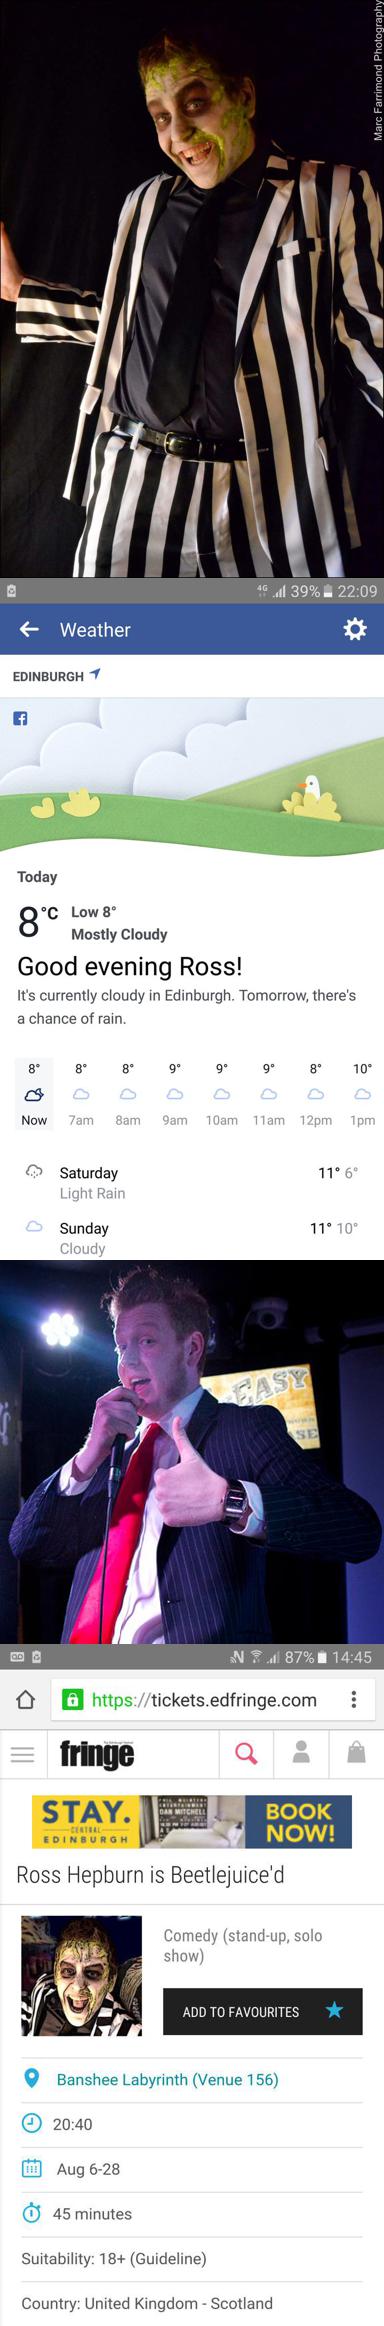 Marc Farrimond Photography
4G 39% 22:09
Weather
EDINBURGH
Today
8°C
Low 8°
Mostly Cloudy
Good evening Ross!
It's currently cloudy in Edinburgh. Tomorrow, there's
a chance of rain.
8° 8° 8° 9° 9° 9° 8° 10°
Now 7am 8am 9am 10am 11am 12pm 1pm
Saturday 11° 6°
Light Rain
Sunday 11° 10°
Cloudy
-EASY
87% 14:45
https://tickets.edfringe.com
fringe
STAY.
CENTRAL
EDINBURGH
ENTERTAINMENT
DAN MITCHELL
BOOK
NOW!
Ross Hepburn is Beetlejuice'd
Comedy (stand-up, solo
show)
ADD TO FAVOURITES
Banshee Labyrinth (Venue 156)
20:40
Aug 6-28
45 minutes
Suitability: 18+ (Guideline)
Country: United Kingdom - Scotland